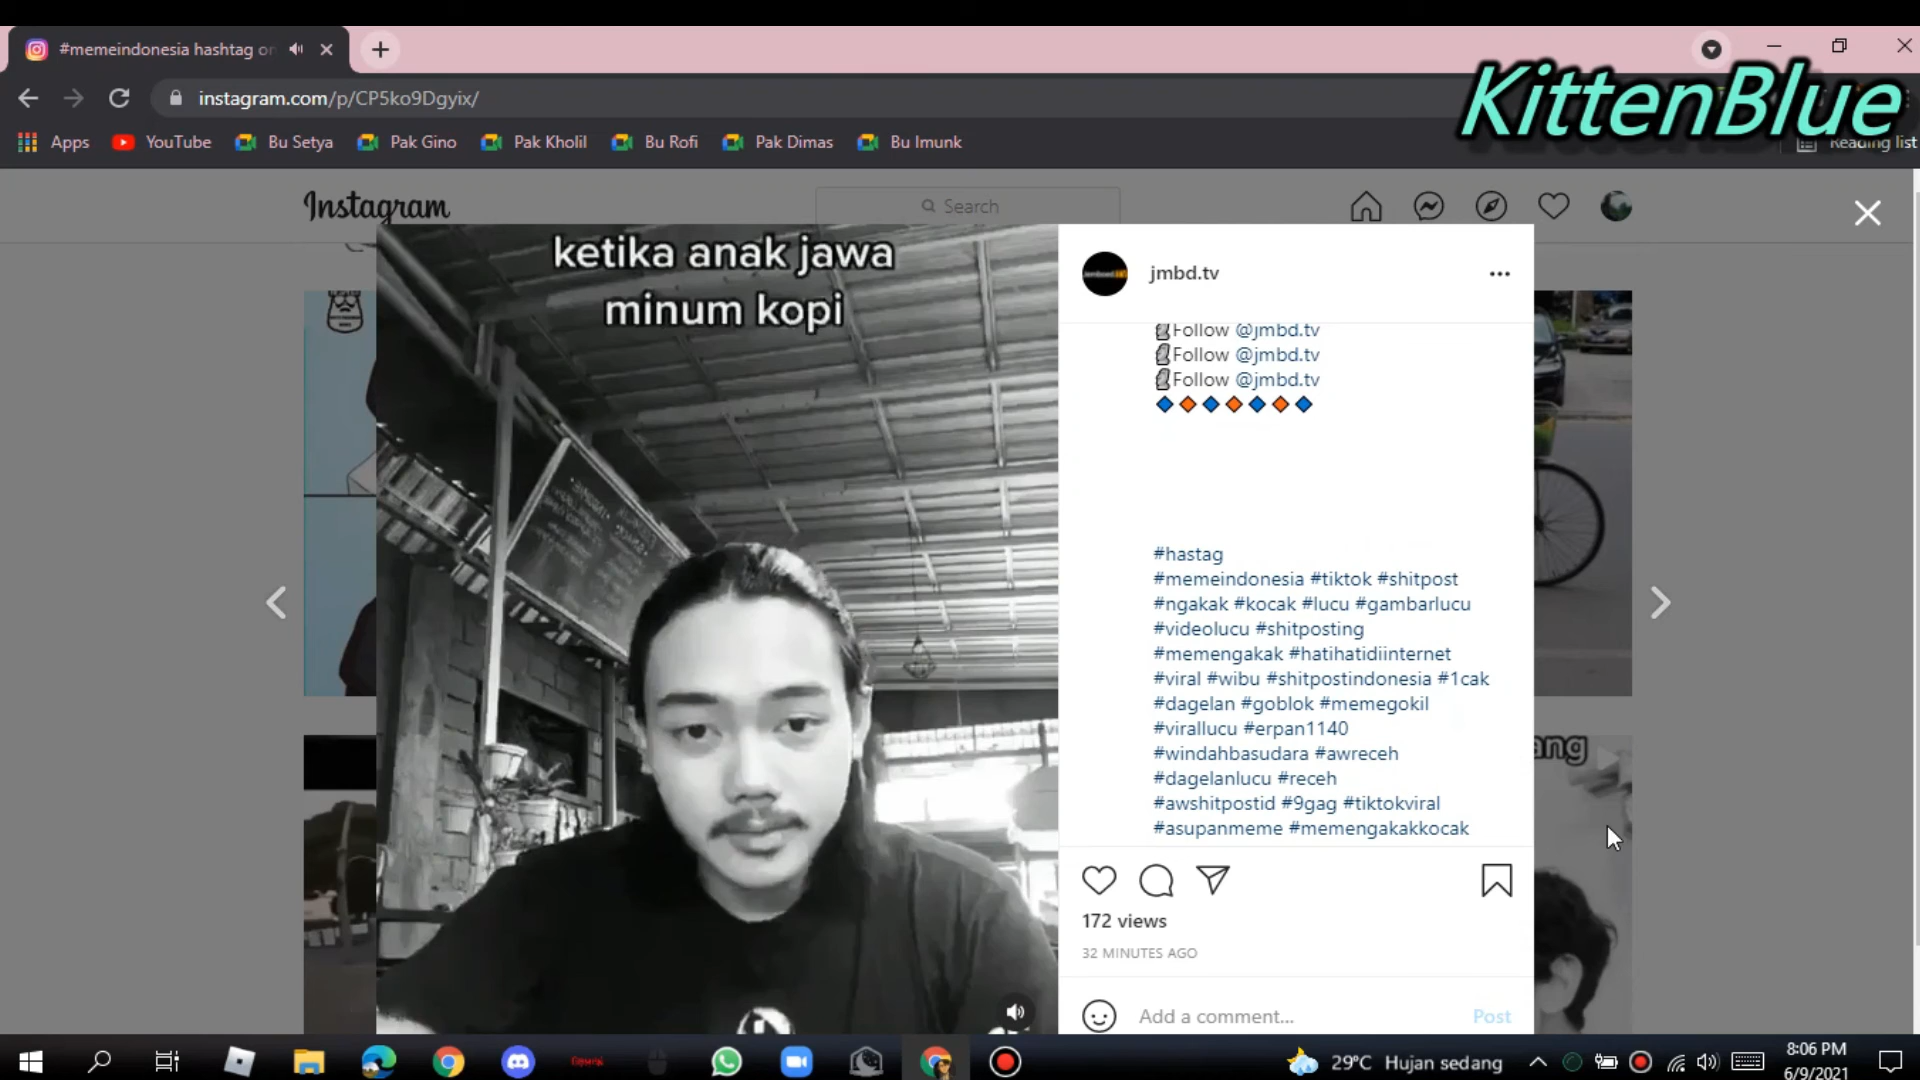 #memeindonesia hashtag on
KittenBlue
instagram.com/p/CP5ko9Dgyix/
Apps YouTube Bu Setya Pak Gino Pak Kholil Bu Rofi Pak Dimas Bu Imunk Reading list
Instagram Search
ketika anak jawa
minum kopi
jmbd.tv
Follow @jmbd.tv
Follow @jmbd.tv
Follow @jmbd.tv
#hastag
#memeindonesia #tiktok #shitpost
#ngakak #kocak #lucu #gambarlucu
#videolucu #shitposting
#memengakak #hatihatidiinternet
#viral #wibu #shitpostindonesia #1cak
#dagelan #goblok #memegokil
#virallucu #erpan1140
#windahbasudara #awreceh
#dagelanlucu #receh
#awshitpostid #9gag #tiktokviral
#asupanmeme #memengakakkocak
172 views
32 MINUTES AGO
Add a comment... Post
29°C Hujan sedang
8:06 PM
6/9/2021